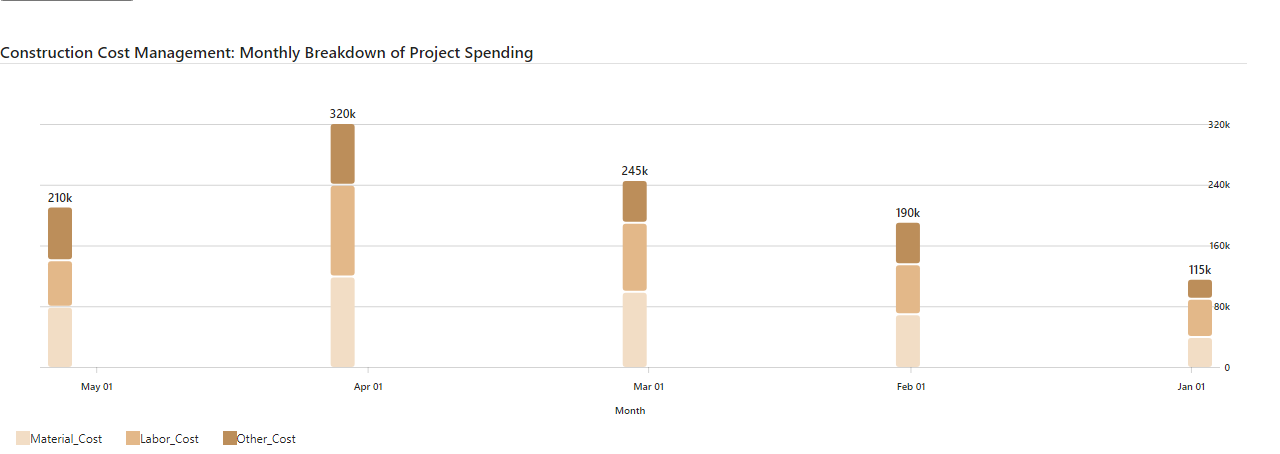 Construction Cost Management: Monthly Breakdown of Project Spending
320k
320k
245k
240k
210k
190k
160k
115k
80k
0
May 01
Apr 01
Mar 01
Feb 01
Jan 01
Month
Material_Cost
Labor_Cost
Other_Cost